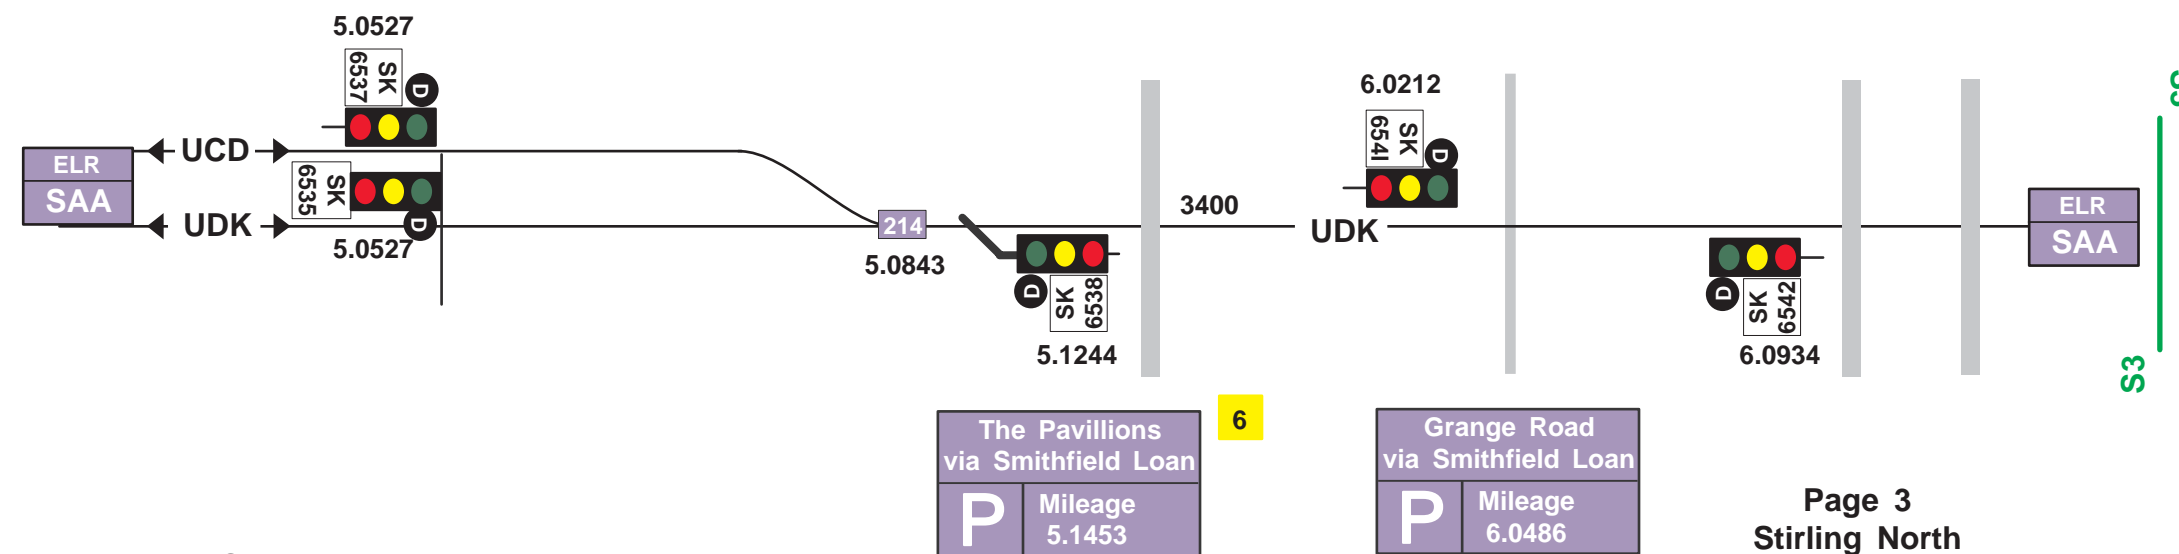 5.0527
SK
6537
D
ELR
SAA
UCD
UDK
SK
6535
D
5.0527
214
5.0843
D
SK
6538
5.1244
3400
UDK
6.0212
SK
654I
D
D
SK
6542
6.0934
ELR
SAA
S3
The Pavillions
via Smithfield Loan
P
Mileage
5.1453
6
Grange Road
via Smithfield Loan
P
Mileage
6.0486
Page 3
Stirling North